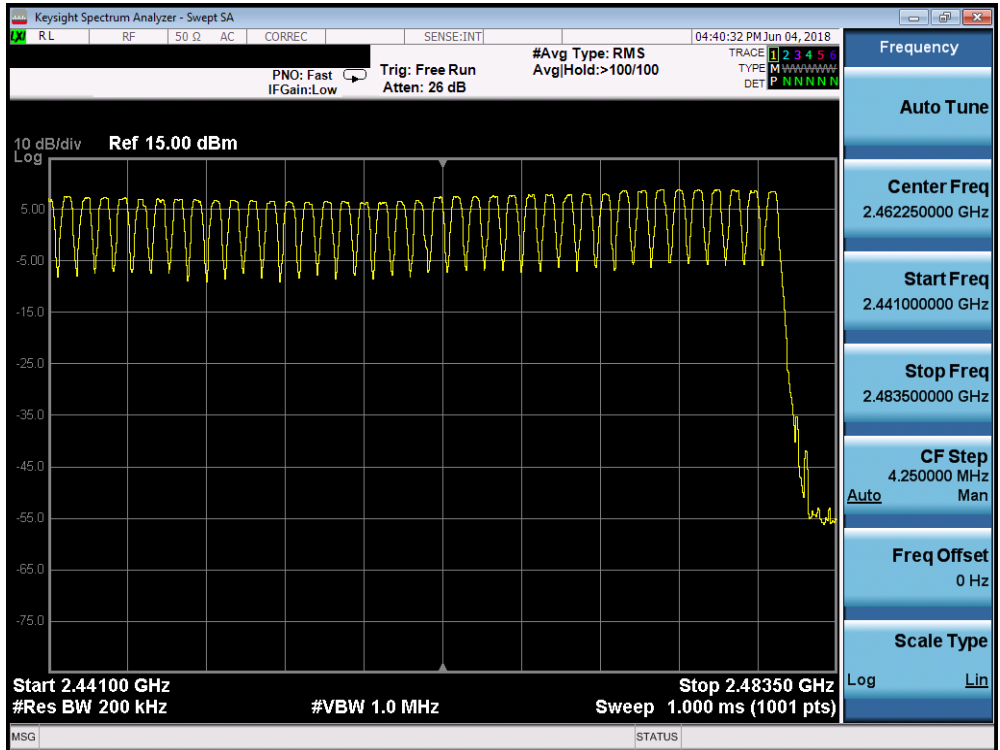 Keysight Spectrum Analyzer - Swept SA
LXI RL RF 50 Ω AC CORREC SENSE:INT 04:40:32 PM Jun 04, 2018
#Avg Type: RMS TRACE 1 2 3 4 5 6
PNO: Fast Trig: Free Run Avg|Hold:>100/100 TYPE M WWWWW
IFGain:Low Atten: 26 dB DET P N N N N N
10 dB/div Ref 15.00 dBm
Log
5.00
-5.00
-15.0
-25.0
-35.0
-45.0
-55.0
-65.0
-75.0
Start 2.44100 GHz Stop 2.48350 GHz
#Res BW 200 kHz #VBW 1.0 MHz Sweep 1.000 ms (1001 pts)
MSG STATUS
Frequency
Auto Tune
Center Freq
2.462250000 GHz
Start Freq
2.441000000 GHz
Stop Freq
2.483500000 GHz
CF Step
4.250000 MHz
Auto Man
Freq Offset
0 Hz
Scale Type
Log Lin